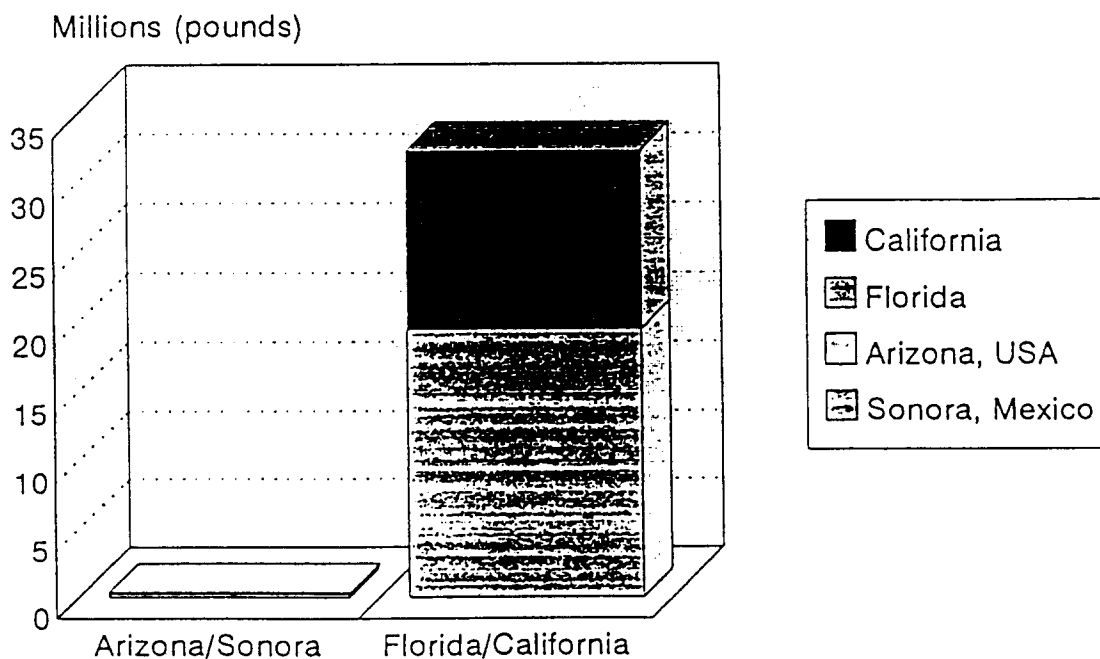 Millions (pounds)
35
30
25
20
15
10
5
0
Arizona/Sonora
Florida/California
California
Florida
Arizona, USA
Sonora, Mexico